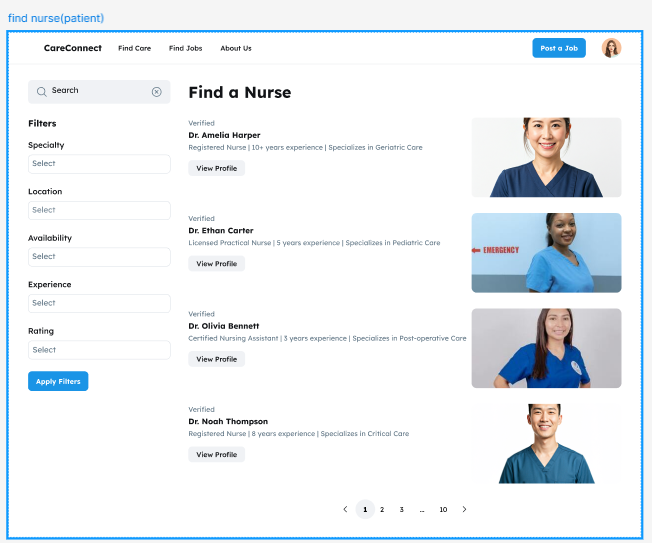 find nurse(patient)
CareConnect Find Care Find Jobs About Us Post a Job
Search
Filters
Specialty
Select
Location
Select
Availability
Select
Experience
Select
Rating
Select
Apply Filters
Find a Nurse
Verified
Dr. Amelia Harper
Registered Nurse | 10+ years experience | Specializes in Geriatric Care
View Profile
Verified
Dr. Ethan Carter
Licensed Practical Nurse | 5 years experience | Specializes in Pediatric Care
View Profile
EMERGENCY
Verified
Dr. Olivia Bennett
Certified Nursing Assistant | 3 years experience | Specializes in Post-operative Care
View Profile
Verified
Dr. Noah Thompson
Registered Nurse | 8 years experience | Specializes in Critical Care
View Profile
1 2 3 ... 10